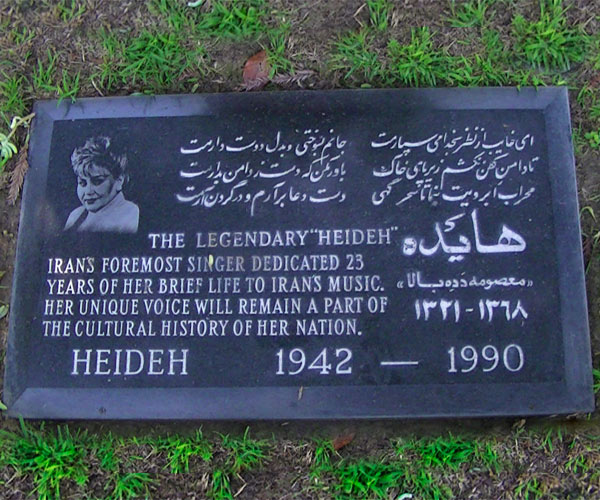 ای غایب از نظر بخدا می سپارمت جانم بسوختی و بدل دوست دارمت
تا دامن کفن نکشم زیر پای خاک باور مکن که دست ز دامن بدارمت
محراب ابرویت بنما تا سحرگهی دست دعا برآرم و در گردن آرمت
THE LEGENDARY "HEIDEH" هایده
IRAN'S FOREMOST SINGER DEDICATED 23
YEARS OF HER BRIEF LIFE TO IRAN'S MUSIC.
«معصومه دده بالا»
HER UNIQUE VOICE WILL REMAIN A PART OF
۱۳۲۱-۱۳۶۸
THE CULTURAL HISTORY OF HER NATION.
HEIDEH 1942 — 1990